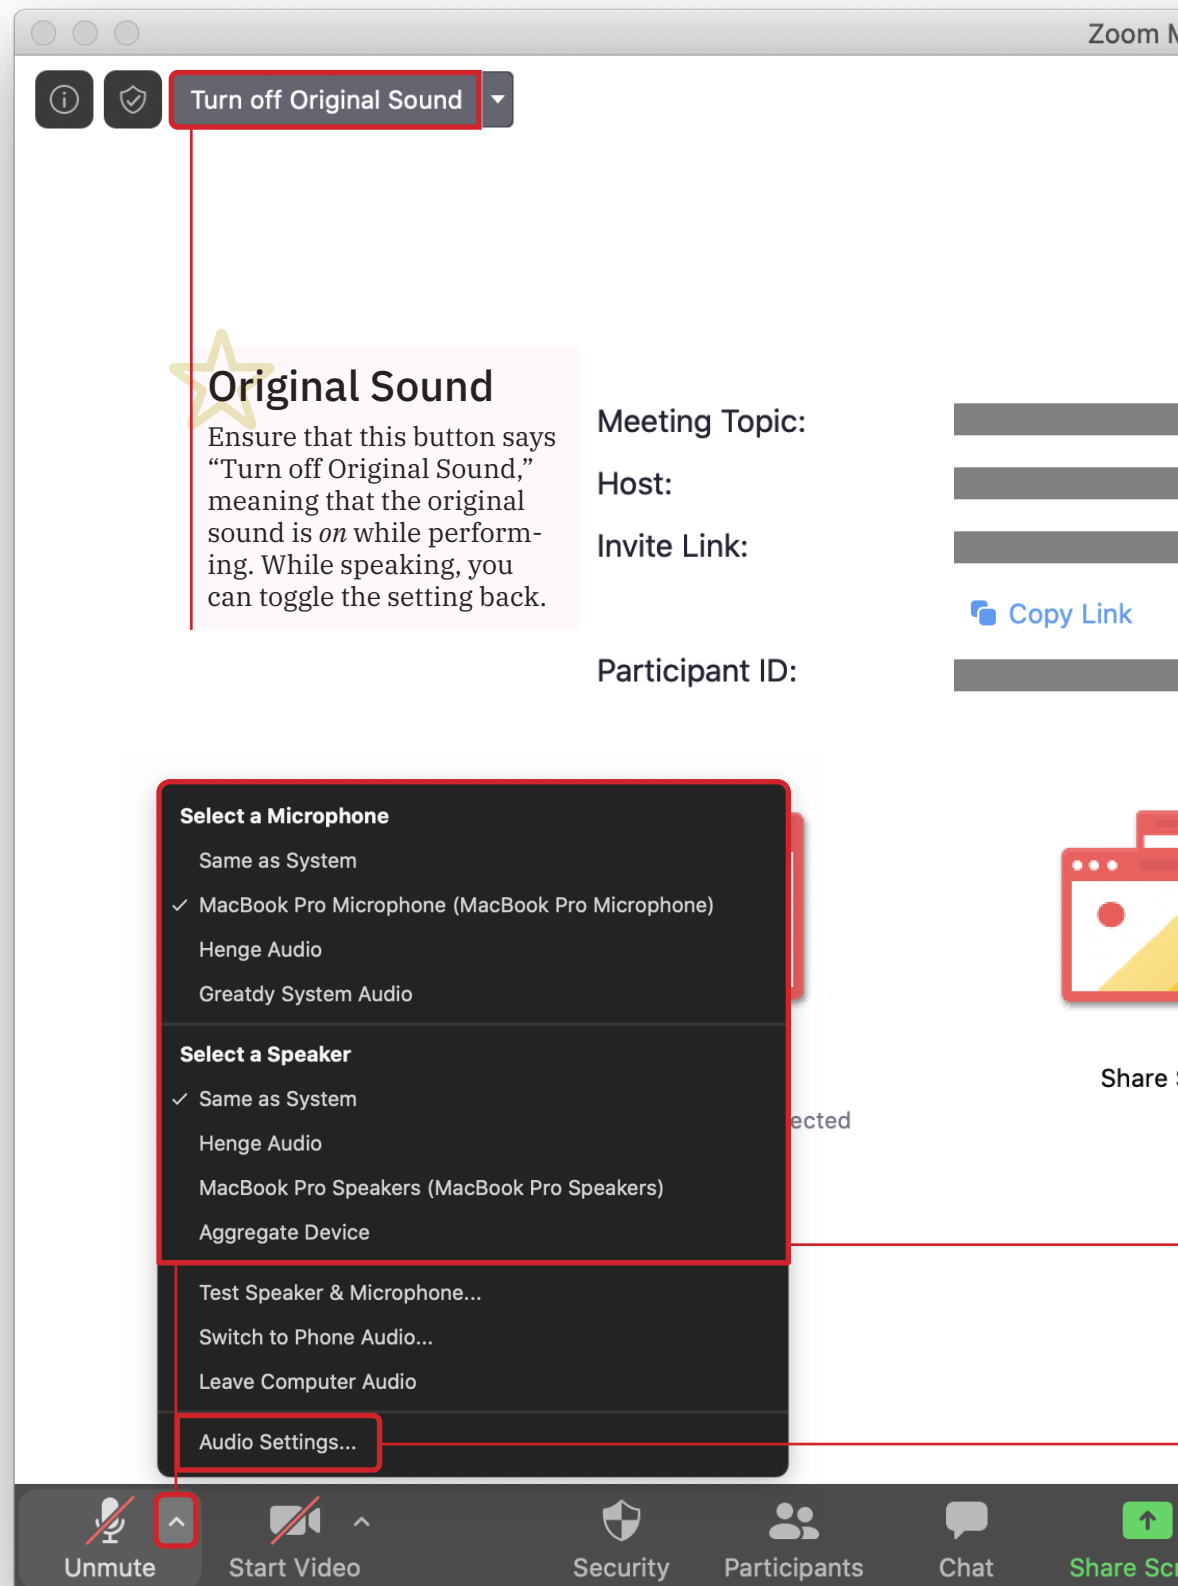 Zoom
Turn off Original Sound
Original Sound
Ensure that this button says
“Turn off Original Sound,”
meaning that the original
sound is on while perform-
ing. While speaking, you
can toggle the setting back.
Meeting Topic:
Host:
Invite Link:
Copy Link
Participant ID:
Select a Microphone
Same as System
✓ MacBook Pro Microphone (MacBook Pro Microphone)
Henge Audio
Greatdy System Audio
Select a Speaker
✓ Same as System
Henge Audio
MacBook Pro Speakers (MacBook Pro Speakers)
Aggregate Device
Test Speaker & Microphone...
Switch to Phone Audio...
Leave Computer Audio
Audio Settings...
Share
ected
Unmute
Start Video
Security
Participants
Chat
Share Scr